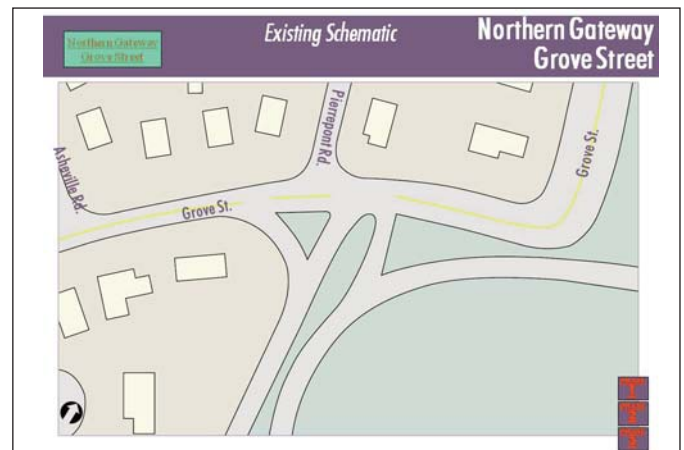 Northern Gateway
Grove Street
Existing Schematic
Northern Gateway
Grove Street
Pierrepont Rd.
Asheville Rd.
Grove St.
Grove St.